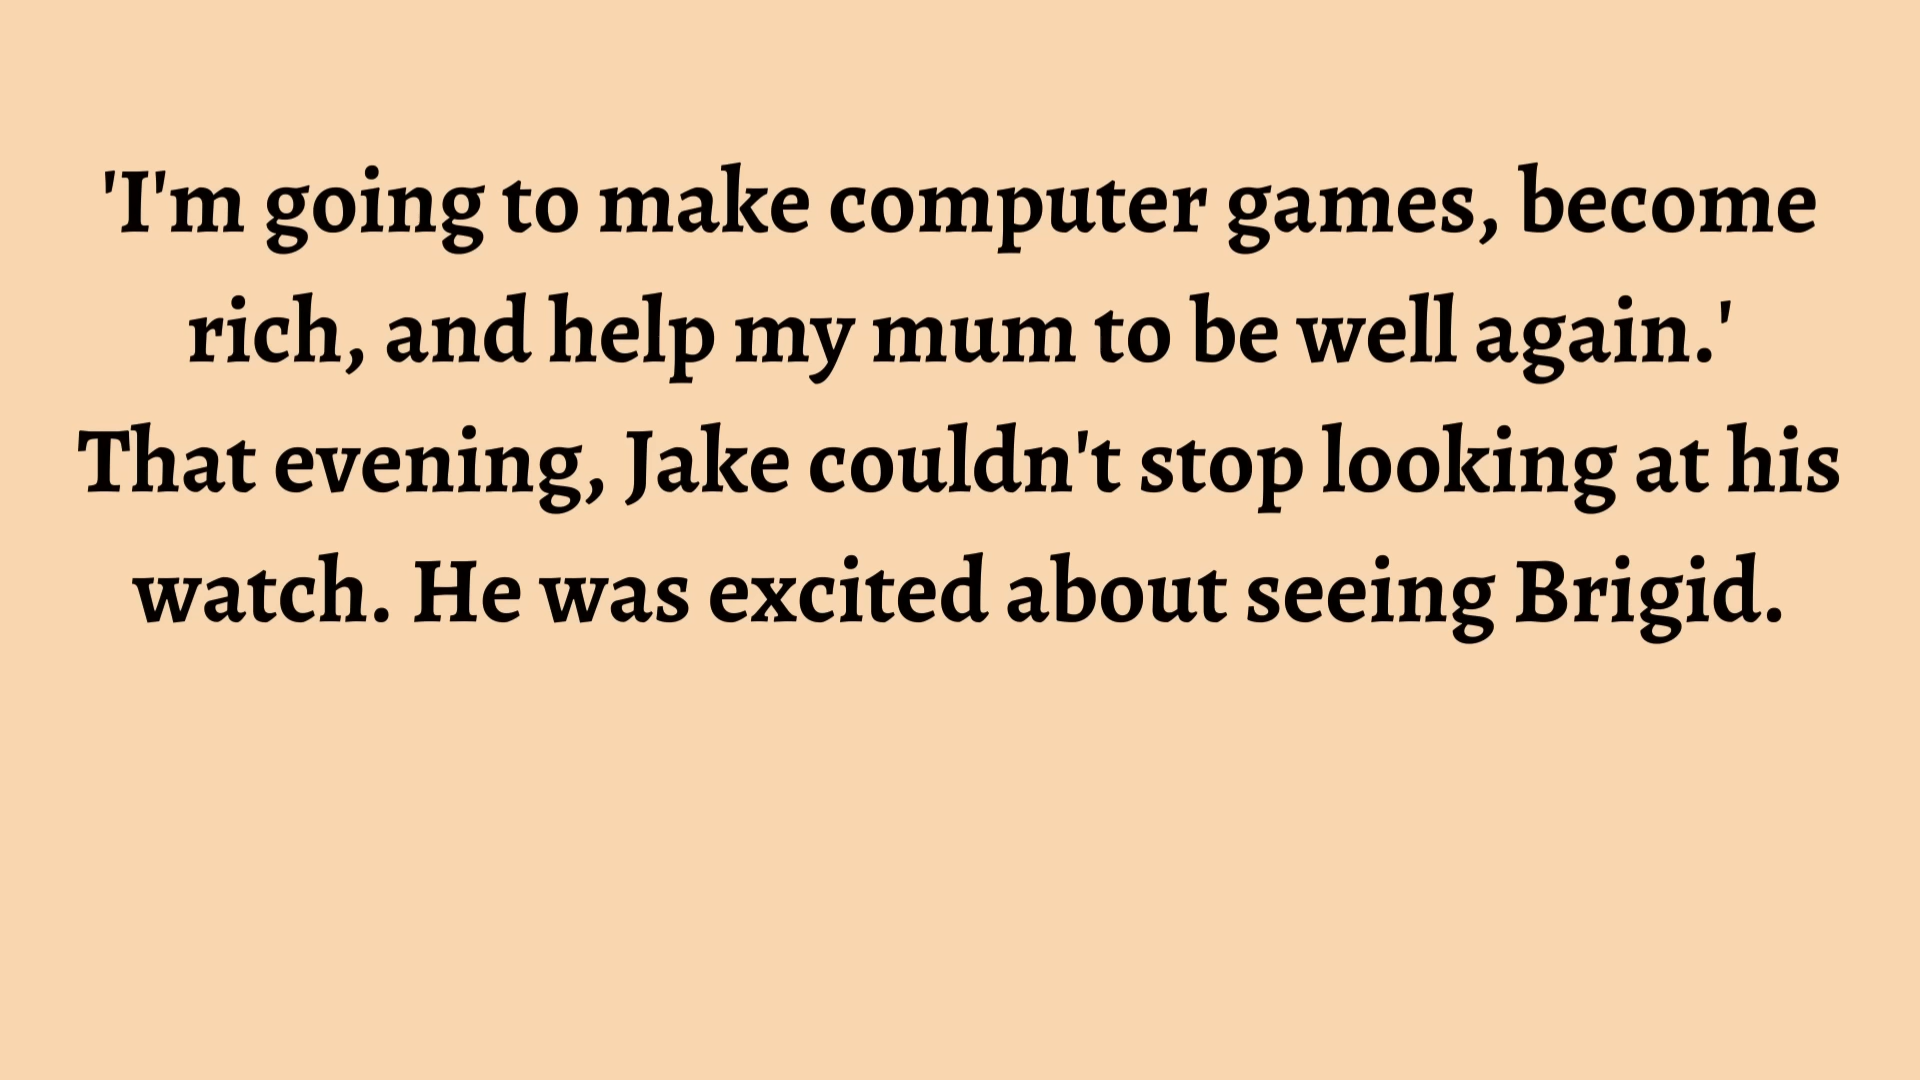 'I'm going to make computer games, become
rich, and help my mum to be well again.'
That evening, Jake couldn't stop looking at his
watch. He was excited about seeing Brigid.